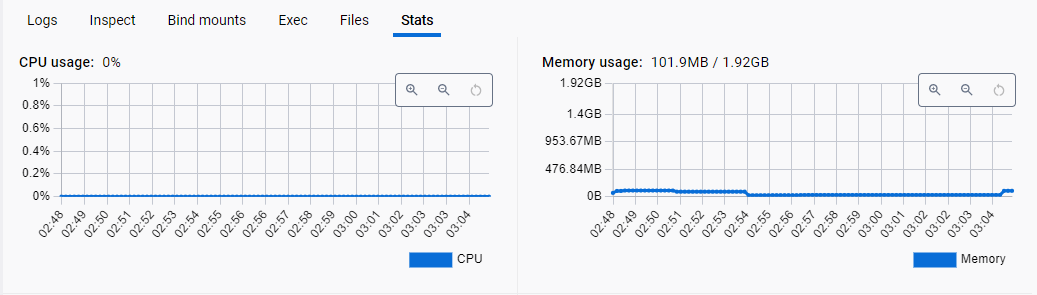 Logs Inspect Bind mounts Exec Files Stats
CPU usage: 0%
1%
0.8%
0.6%
0.4%
0.2%
0%
02:48 02:49 02:50 02:51 02:52 02:53 02:54 02:55 02:56 02:56 02:57 02:58 02:59 03:00 03:01 03:02 03:03 03:03 03:04
CPU
Memory usage: 101.9MB / 1.92GB
1.92GB
1.4GB
953.67MB
476.84MB
0B
02:48 02:49 02:50 02:51 02:52 02:53 02:54 02:55 02:56 02:57 02:58 02:59 03:00 03:01 03:02 03:02 03:03 03:04
Memory